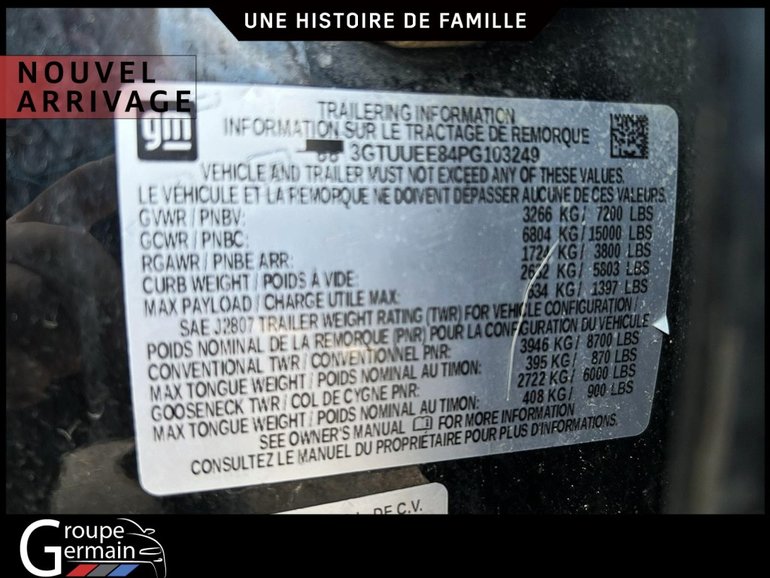 UNE HISTOIRE DE FAMILLE
NOUVEL
ARRIVAGE
gm
TRAILERING INFORMATION
INFORMATION SUR LE TRACTAGE DE REMORQUE
3GTUUEE84PG103249
VEHICLE AND TRAILER MUST NOT EXCEED ANY OF THESE VALUES.
LE VÉHICULE ET LA REMORQUE NE DOIVENT DÉPASSER AUCUNE DE CES VALEURS.
GVWR / PNBV: 3266 KG / 7200 LBS
GCWR / PNBC: 6804 KG / 15000 LBS
RGAWR / PNBE ARR: 1724 KG / 3800 LBS
CURB WEIGHT / POIDS À VIDE: 2632 KG / 5803 LBS
MAX PAYLOAD / CHARGE UTILE MAX: 634 KG / 1397 LBS
SAE J2807 TRAILER WEIGHT RATING (TWR) FOR VEHICLE CONFIGURATION /
POIDS NOMINAL DE LA REMORQUE (PNR) POUR LA CONFIGURATION DU VÉHICULE
CONVENTIONAL TWR / CONVENTIONNEL PNR: 3946 KG / 8700 LBS
MAX TONGUE WEIGHT / POIDS NOMINAL AU TIMON: 395 KG / 870 LBS
GOOSENECK TWR / COL DE CYGNE PNR: 2722 KG / 6000 LBS
MAX TONGUE WEIGHT / POIDS NOMINAL AU TIMON: 408 KG / 900 LBS
SEE OWNER'S MANUAL FOR MORE INFORMATION
CONSULTEZ LE MANUEL DU PROPRIÉTAIRE POUR PLUS D'INFORMATIONS.
DE C.V.
Groupe
Germain